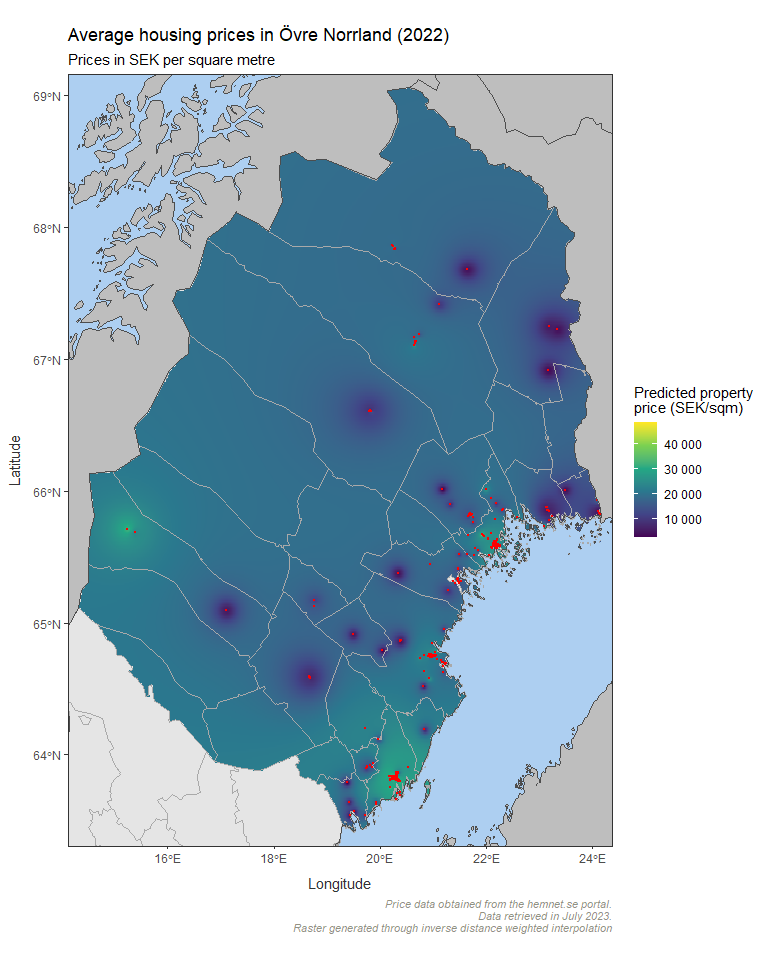 Average housing prices in Övre Norrland (2022)
Prices in SEK per square metre
69°N
68°N
67°N
66°N
65°N
64°N
Latitude
16°E
18°E
20°E
22°E
24°E
Longitude
Predicted property
price (SEK/sqm)
40 000
30 000
20 000
10 000
Price data obtained from the hemnet.se portal.
Data retrieved in July 2023.
Raster generated through inverse distance weighted interpolation